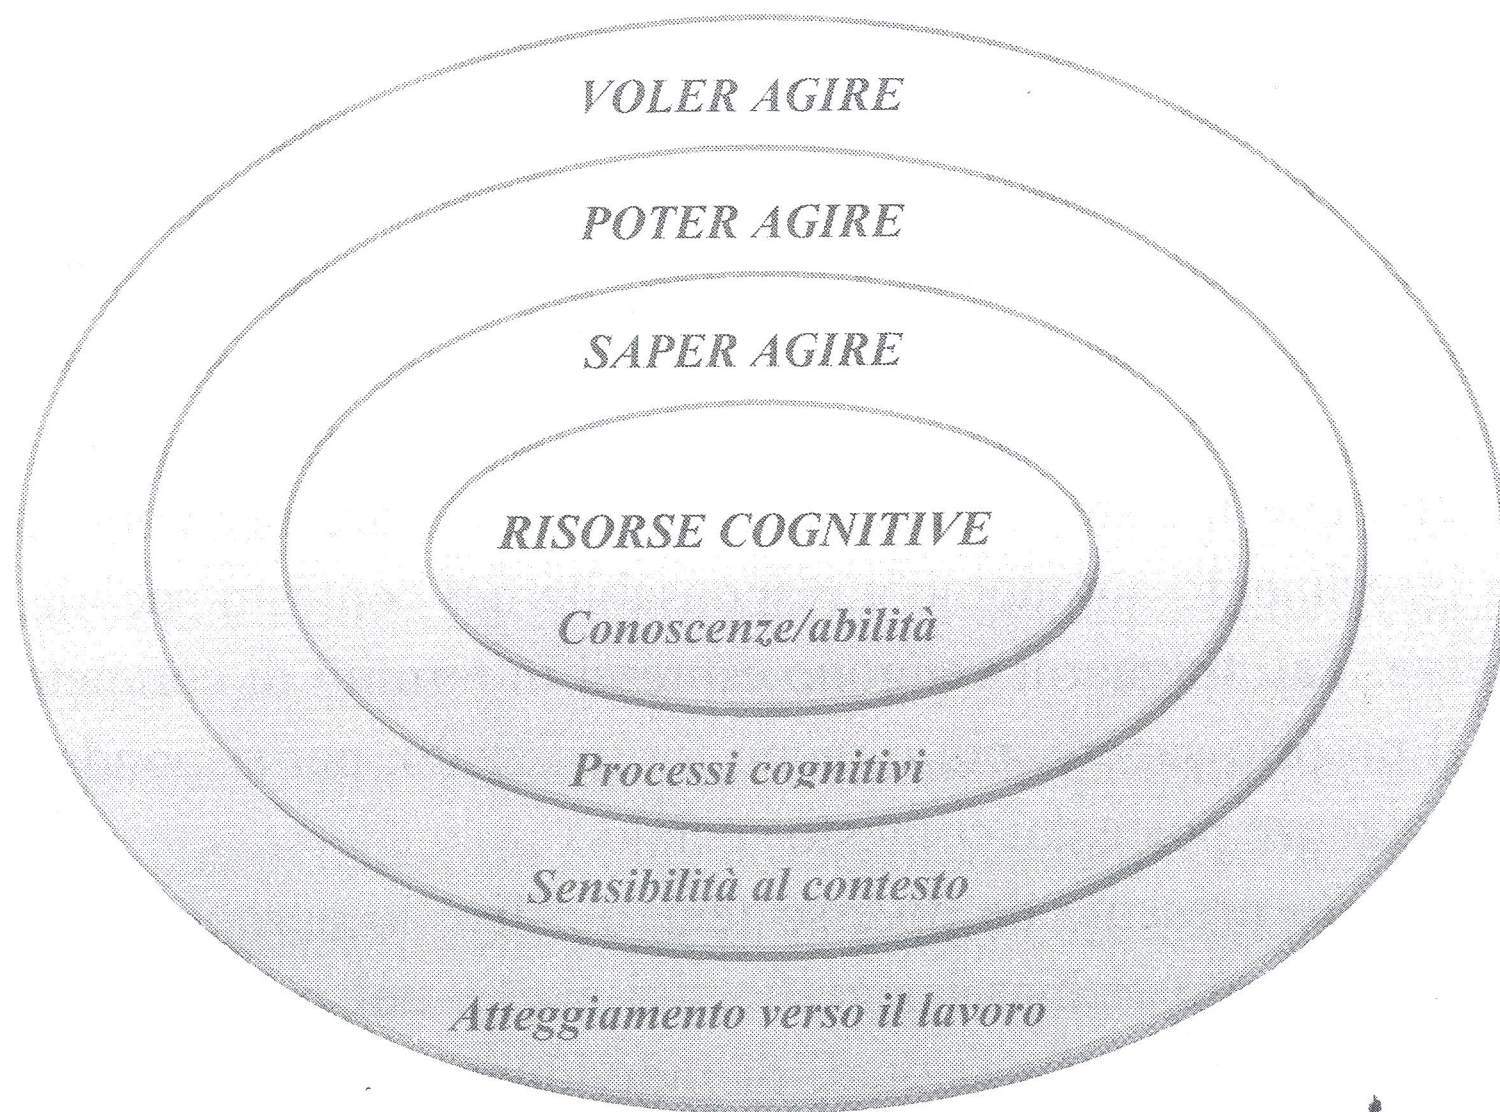 VOLER AGIRE
POTER AGIRE
SAPER AGIRE
RISORSE COGNITIVE
Conoscenze/abilità
Processi cognitivi
Sensibilità al contesto
Atteggiamento verso il lavoro